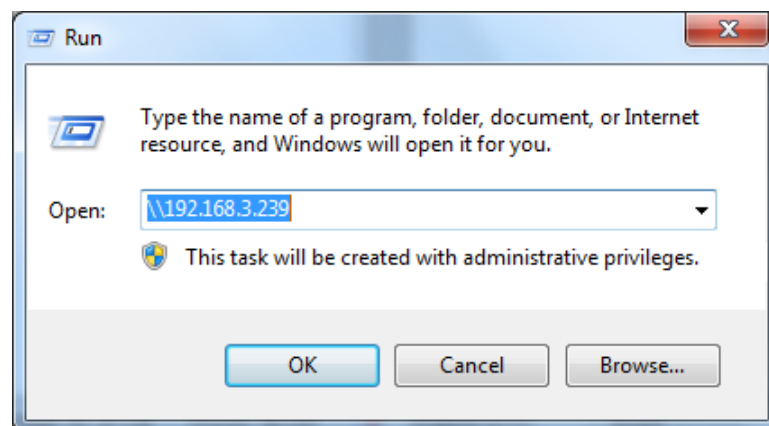 Run
Type the name of a program, folder, document, or Internet
resource, and Windows will open it for you.
Open: \\192.168.3.239
This task will be created with administrative privileges.
OK Cancel Browse...